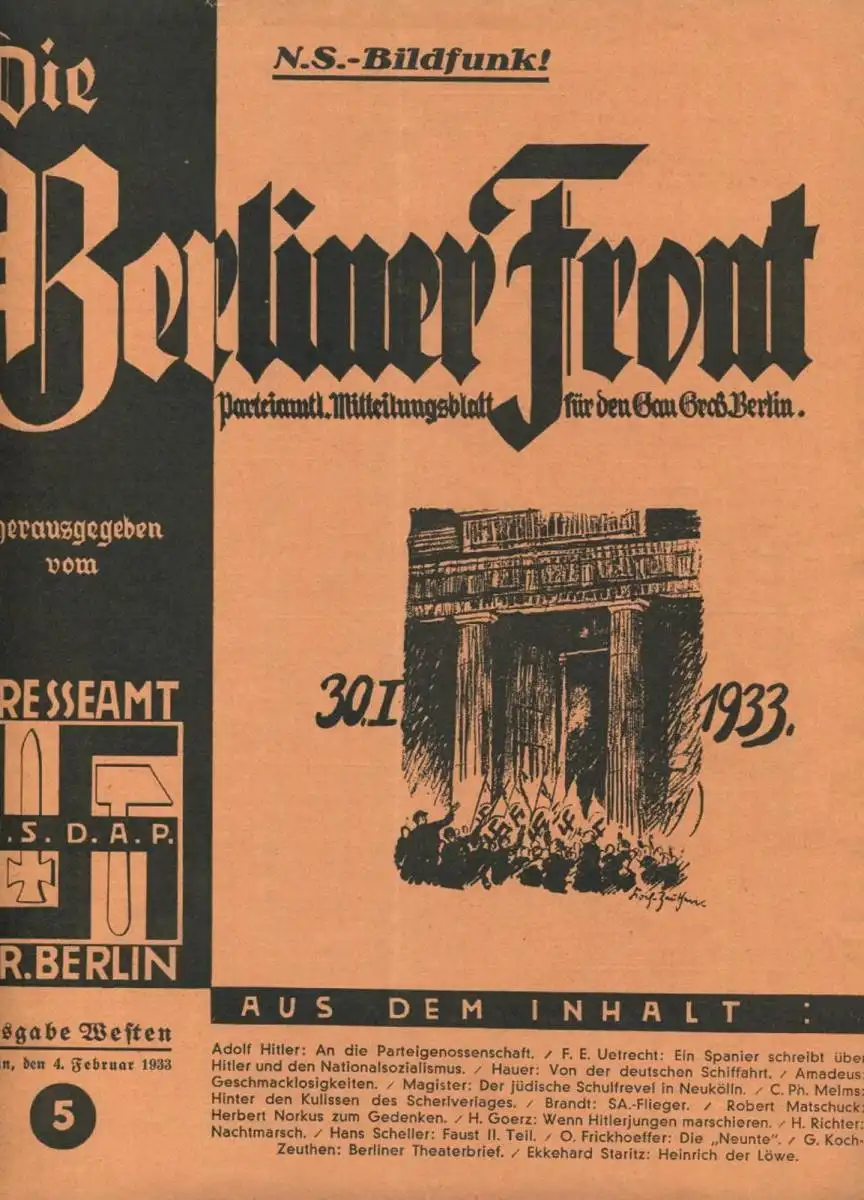 N.S.-Bildfunk!
Die
Berliner Front
Parteiamtl. Mitteilungsblatt für den Gau Groß Berlin.
herausgegeben
vom
RESSEAMT
.S.D.A.P.
R. BERLIN
30.I. 1933.
Koch-Zeuthen.
AUS DEM INHALT :
sgabe Westen
in, den 4. Februar 1933
5
Adolf Hitler: An die Parteigenossenschaft. / F. E. Uetrecht: Ein Spanier schreibt über
Hitler und den Nationalsozialismus. / Hauer: Von der deutschen Schiffahrt. / Amadeus:
Geschmacklosigkeiten. / Magister: Der jüdische Schulfrevel in Neukölln. / C. Ph. Melms:
Hinter den Kulissen des Scherlverlages. / Brandt: SA.-Flieger. / Robert Matschuck:
Herbert Norkus zum Gedenken. / H. Goerz: Wenn Hitlerjungen marschieren. / H. Richter:
Nachtmarsch. / Hans Scheller: Faust II. Teil. / O. Frickhoeffer: Die „Neunte“. / G. Koch-
Zeuthen: Berliner Theaterbrief. / Ekkehard Staritz: Heinrich der Löwe.